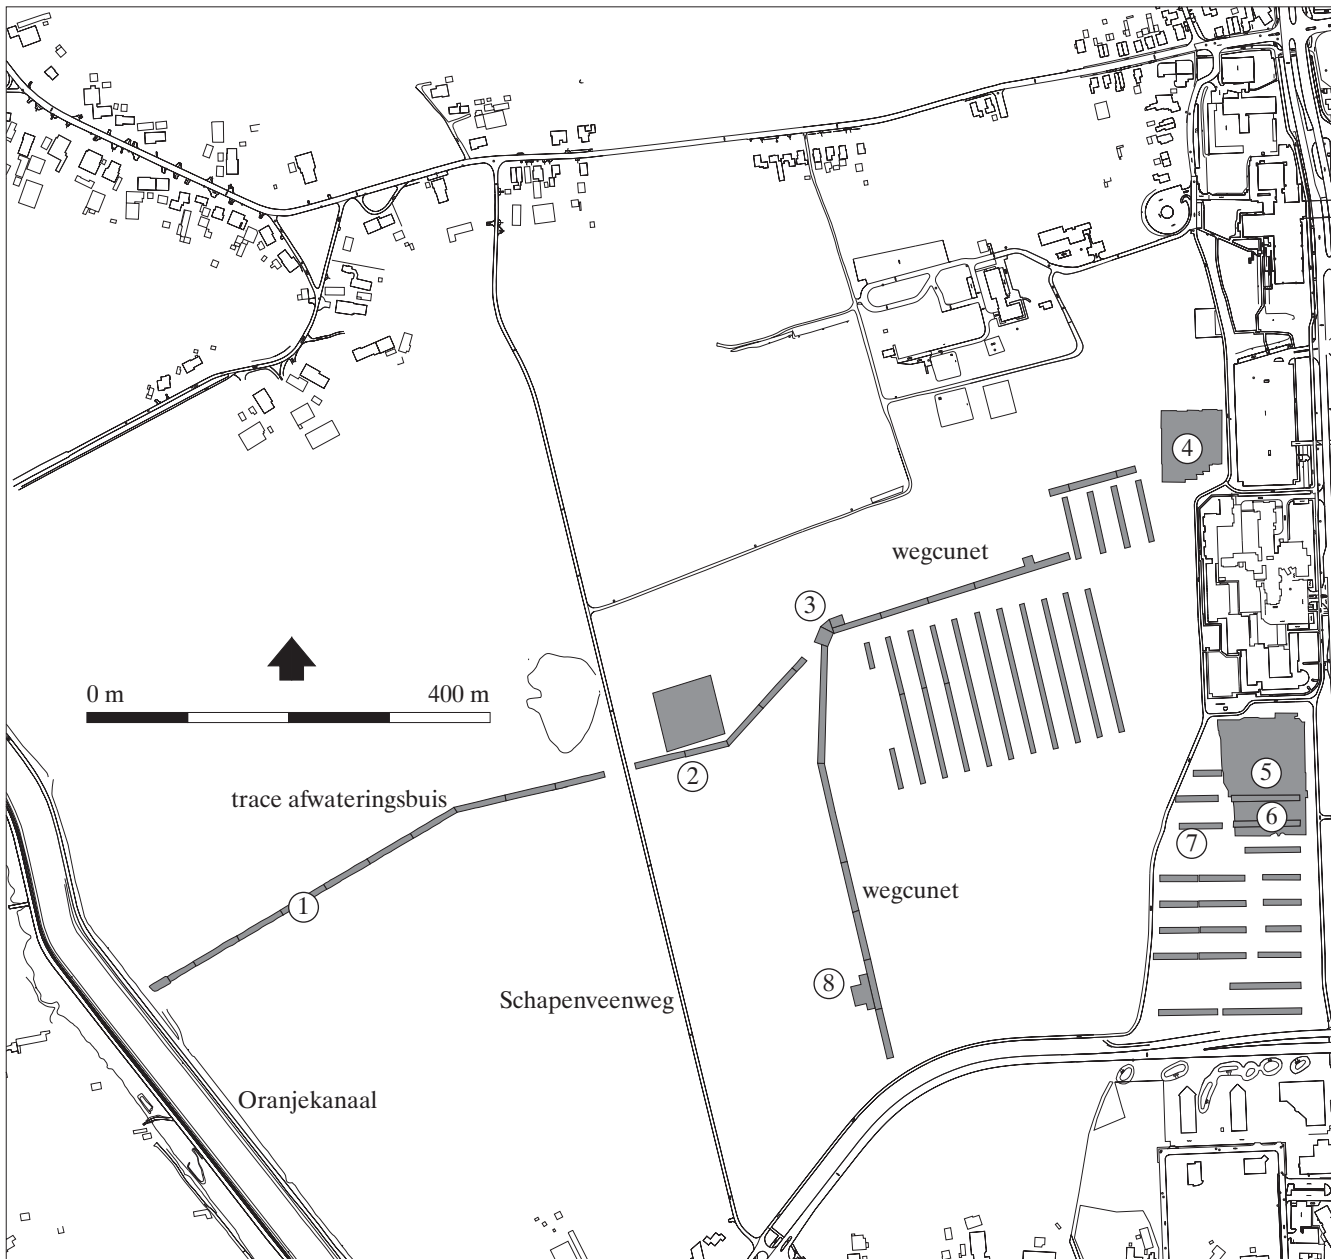 4
wegcunet
3
0 m 400 m
2
5
trace afwateringsbuis
6
7
wegcunet
1
8
Schapenveenweg
Oranjekanaal